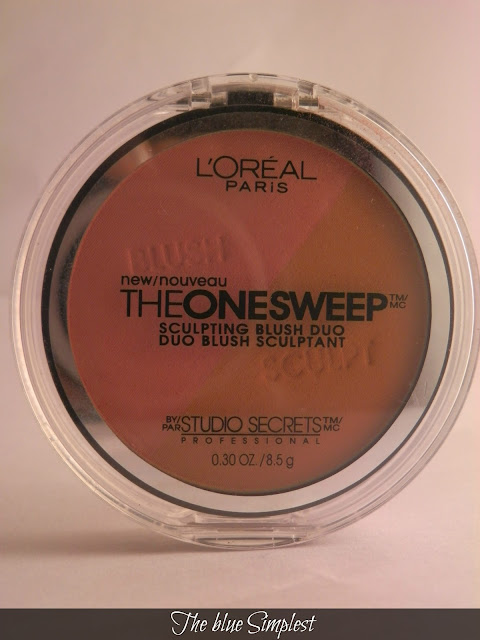 L'ORÉAL
PARIS
BLUSH
new/nouveau
THEONESWEEP™/MC
SCULPTING BLUSH DUO
DUO BLUSH SCULPTANT
SCULPT
BY/PAR STUDIO SECRETS™/MC
PROFESSIONAL
0.30 OZ./8.5 g
The blue Simplest